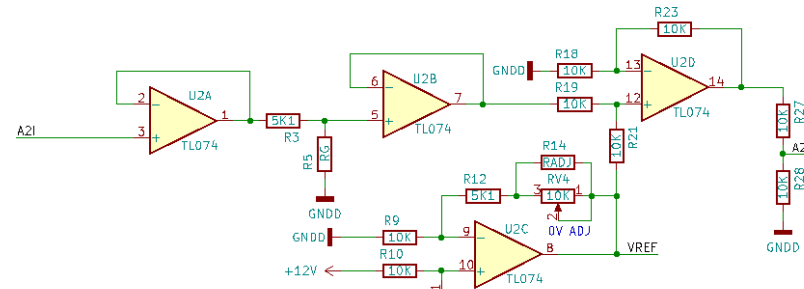 R23
10K
R18
GNDD
10K
13
U2D
14
R19
10K
12
TL074
6
U2B
7
5
TL074
2
U2A
1
A2I
3
TL074
5K1
R3
R5
RG
GNDD
R21
10K
R27
10K
A2
R28
10K
GNDD
R14
RADJ
R12
RV4
5K1
3
10K
1
2
0V ADJ
R9
GNDD
10K
9
U2C
8
VREF
R10
+12V
10K
10
TL074
1